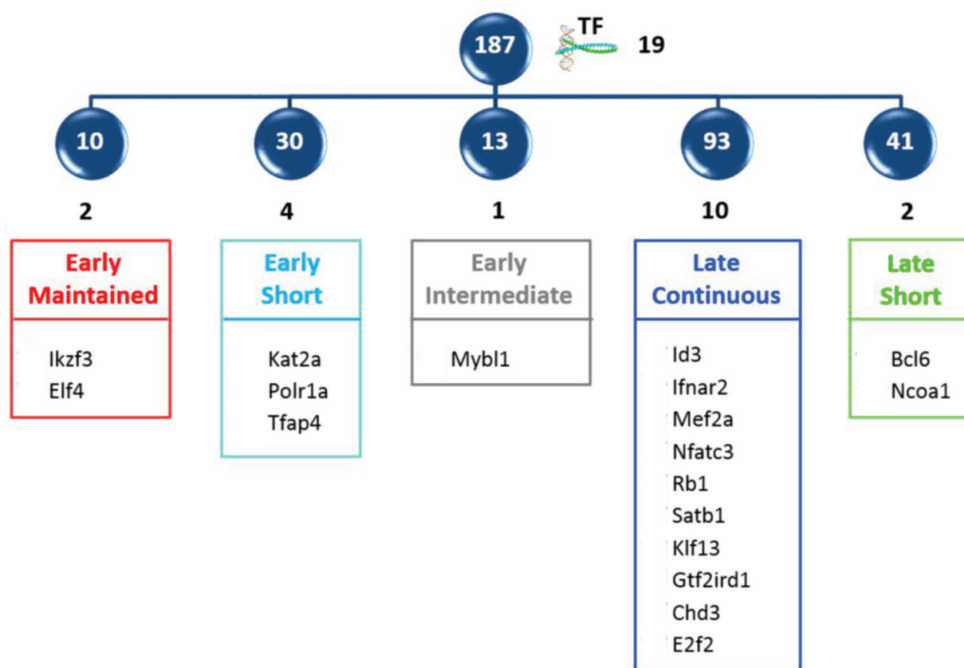 187
TF
19
10
30
13
93
41
2
4
1
10
2
Early
Maintained
Ikzf3
Elf4
Early
Short
Kat2a
Polr1a
Tfap4
Early
Intermediate
Mybl1
Late
Continuous
Id3
Ifnar2
Mef2a
Nfatc3
Rb1
Satb1
Klf13
Gtf2ird1
Chd3
E2f2
Late
Short
Bcl6
Ncoa1